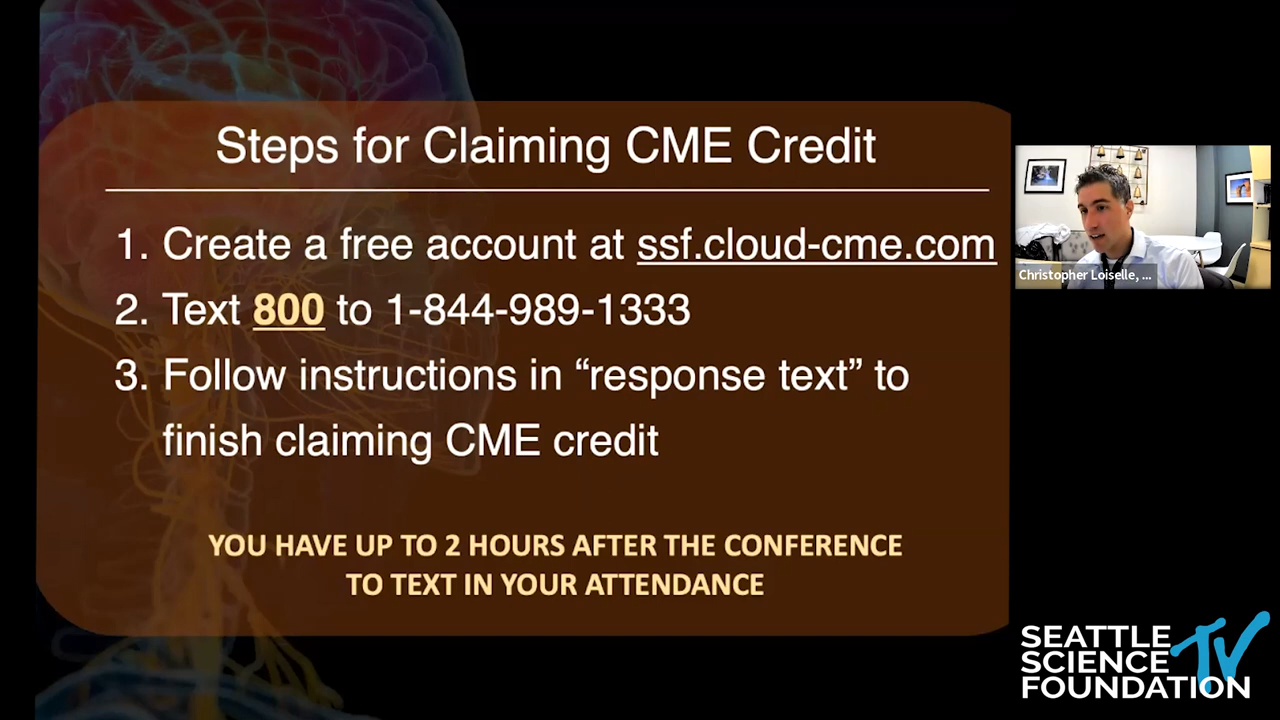 Steps for Claiming CME Credit
1. Create a free account at ssf.cloud-cme.com
2. Text 800 to 1-844-989-1333
3. Follow instructions in “response text” to
finish claiming CME credit
YOU HAVE UP TO 2 HOURS AFTER THE CONFERENCE
TO TEXT IN YOUR ATTENDANCE
Christopher Loiselle, ...
SEATTLE
SCIENCE
FOUNDATION
TV